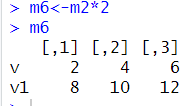 > m6<-m2*2
> m6
[,1] [,2] [,3]
v 2 4 6
v1 8 10 12
>